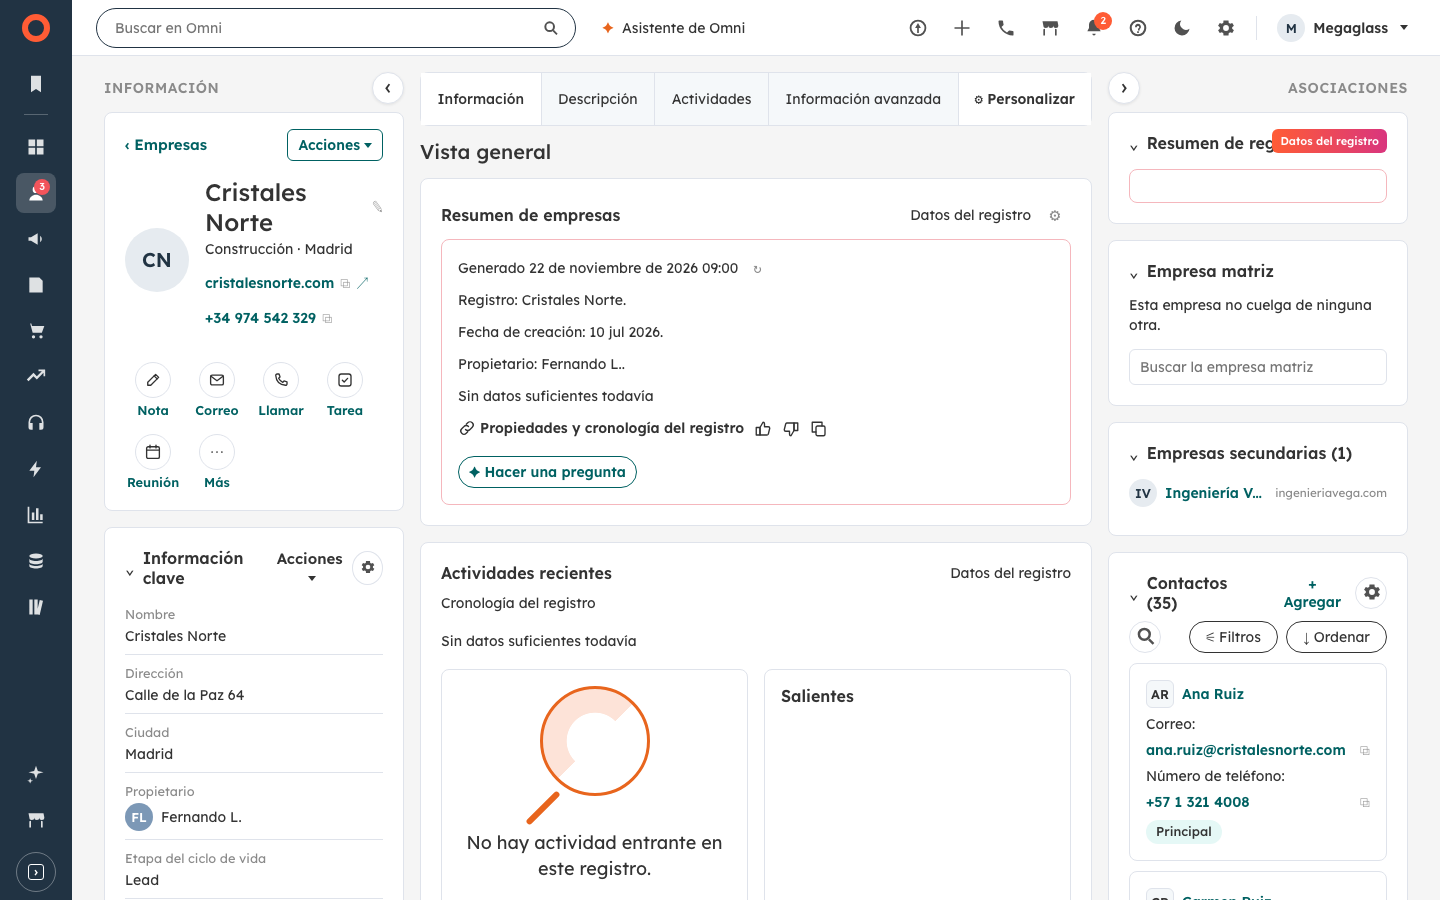 Buscar en Omni
Asistente de Omni
2
M
Megaglass
3
INFORMACIÓN
‹ Empresas
Acciones
CN
Cristales
Norte
Construcción · Madrid
cristalesnorte.com
+34 974 542 329
Nota
Correo
Llamar
Tarea
Reunión
Más
Información
clave
Acciones
Nombre
Cristales Norte
Dirección
Calle de la Paz 64
Ciudad
Madrid
Propietario
FL
Fernando L.
Etapa del ciclo de vida
Lead
Información
Descripción
Actividades
Información avanzada
Personalizar
Vista general
Resumen de empresas
Datos del registro
Generado 22 de noviembre de 2026 09:00
Registro: Cristales Norte.
Fecha de creación: 10 jul 2026.
Propietario: Fernando L..
Sin datos suficientes todavía
Propiedades y cronología del registro
Hacer una pregunta
Actividades recientes
Datos del registro
Cronología del registro
Sin datos suficientes todavía
No hay actividad entrante en
este registro.
Salientes
ASOCIACIONES
Resumen de reg
Datos del registro
Empresa matriz
Esta empresa no cuelga de ninguna
otra.
Buscar la empresa matriz
Empresas secundarias (1)
IV
Ingeniería V...
ingenieriavega.com
Contactos
(35)
+
Agregar
Filtros
↓ Ordenar
AR
Ana Ruiz
Correo:
ana.ruiz@cristalesnorte.com
Número de teléfono:
+57 1 321 4008
Principal